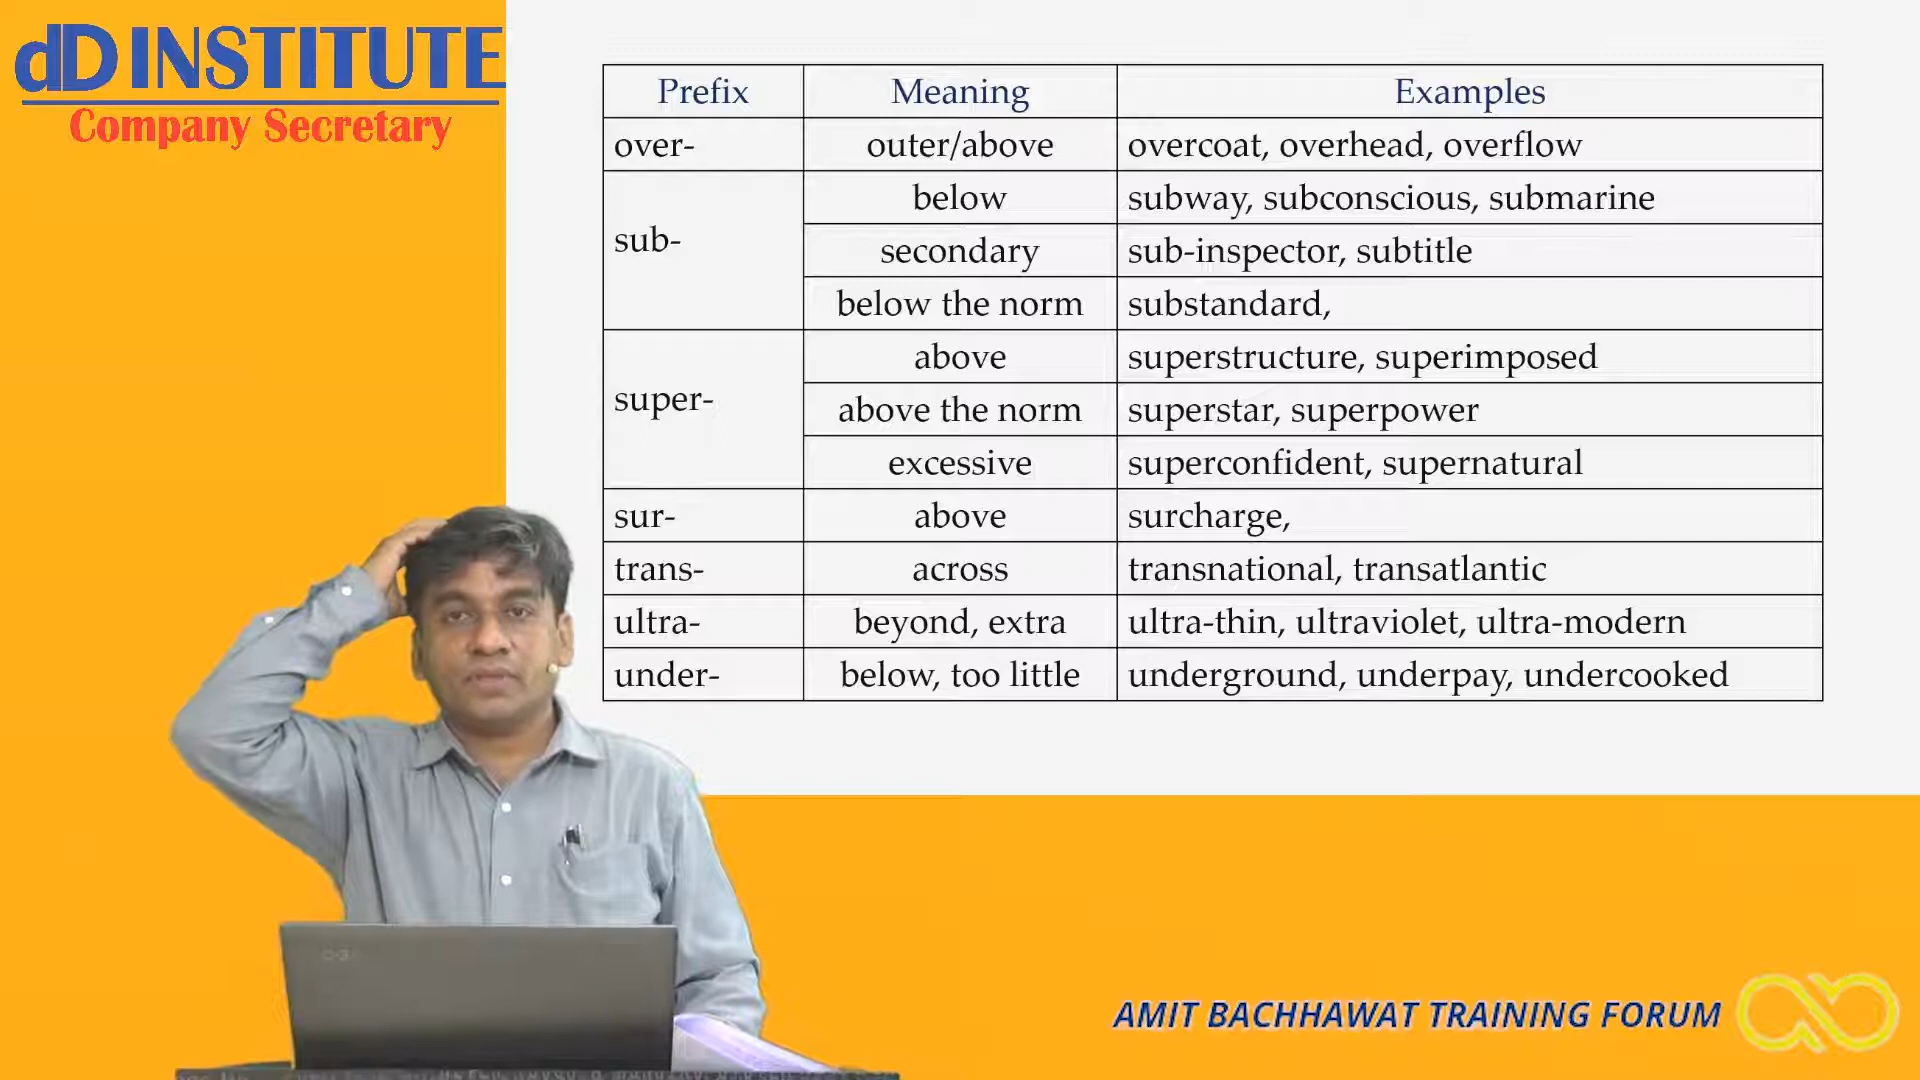 dD INSTITUTE
Company Secretary
Prefix Meaning Examples
over- outer/above overcoat, overhead, overflow
sub- below subway, subconscious, submarine
secondary sub-inspector, subtitle
below the norm substandard,
super- above superstructure, superimposed
above the norm superstar, superpower
excessive superconfident, supernatural
sur- above surcharge,
trans- across transnational, transatlantic
ultra- beyond, extra ultra-thin, ultraviolet, ultra-modern
under- below, too little underground, underpay, undercooked
AMIT BACHHAWAT TRAINING FORUM